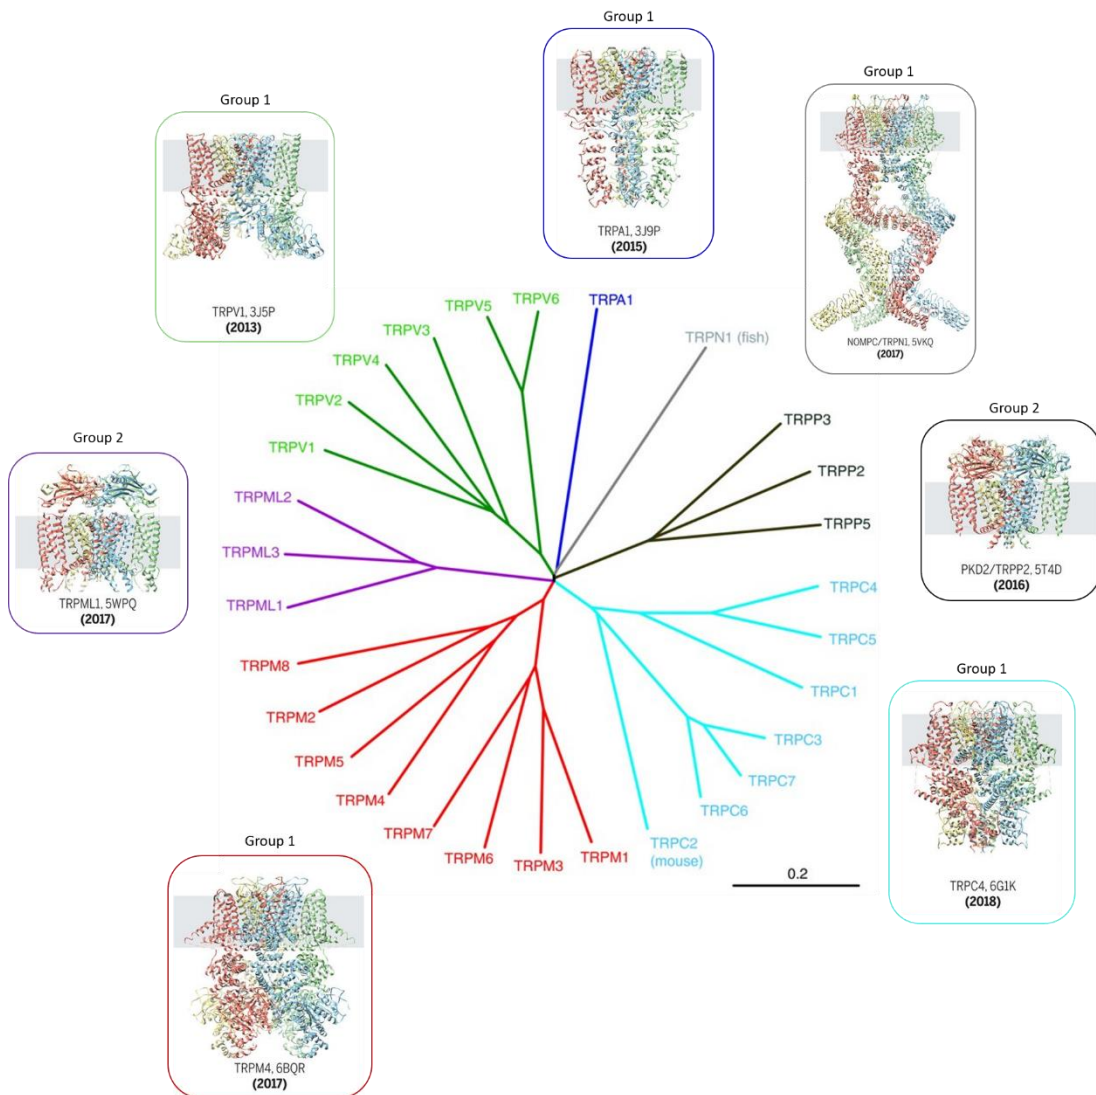 Group 1
TRPA1, 3J9P
(2015)
Group 1
NOMPC/TRPN1, 5VKQ
(2017)
Group 1
TRPV1, 3J5P
(2013)
Group 2
TRPML1, 5WPQ
(2017)
Group 2
PKD2/TRPP2, 5T4D
(2016)
Group 1
TRPC4, 6G1K
(2018)
Group 1
TRPM4, 6BQR
(2017)
TRPV6
TRPV5
TRPA1
TRPV3
TRPN1 (fish)
TRPV4
TRPV2
TRPV1
TRPP3
TRPP2
TRPP5
TRPML2
TRPML3
TRPML1
TRPC4
TRPC5
TRPC1
TRPC3
TRPC7
TRPC6
TRPC2
(mouse)
TRPM8
TRPM2
TRPM5
TRPM4
TRPM7
TRPM6
TRPM3
TRPM1
0.2